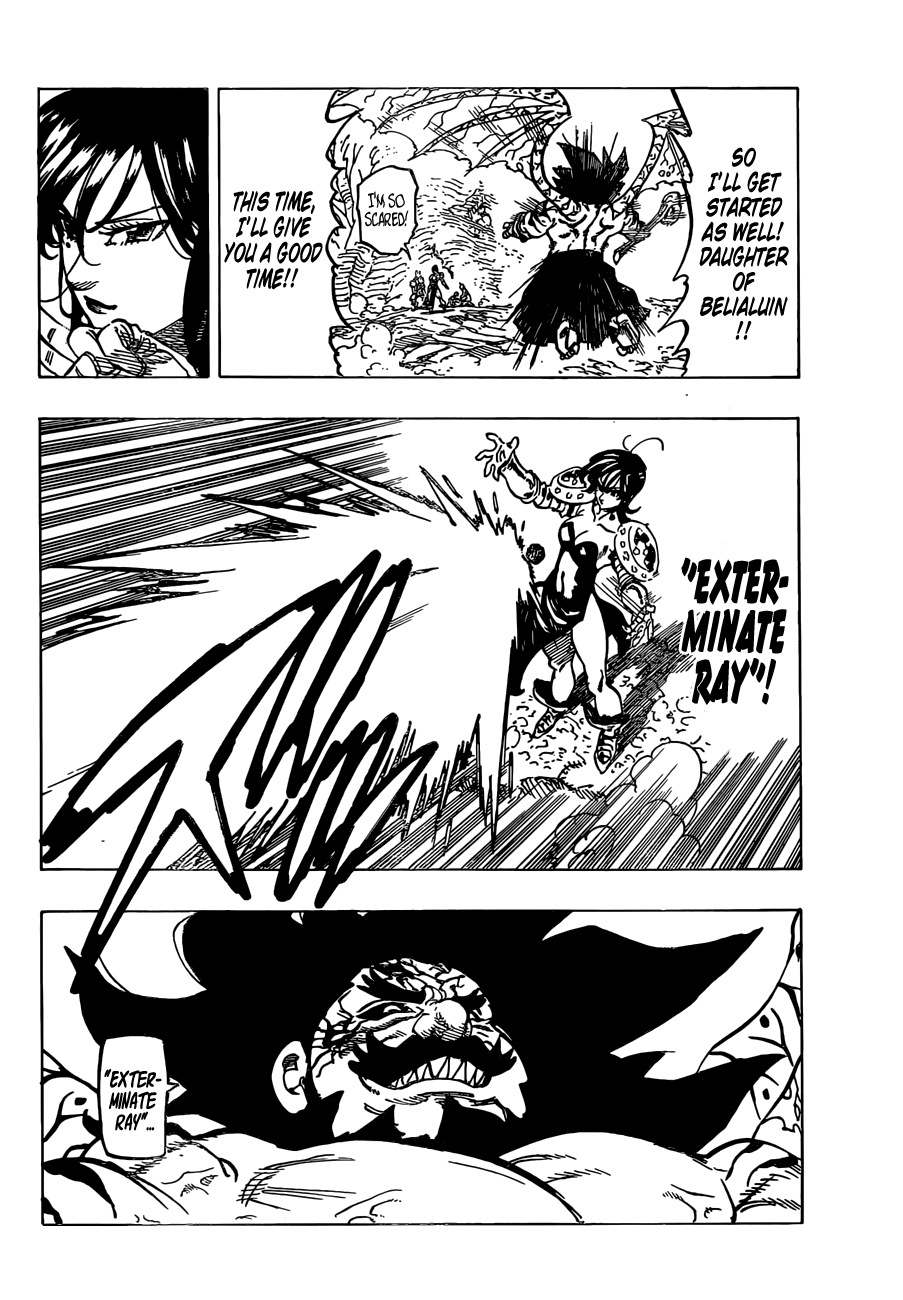 SO
I'LL GET
STARTED
AS WELL!
DAUGHTER
OF
BELIALUIN
!!
I'M SO
SCARED!
THIS TIME,
I'LL GIVE
YOU A GOOD
TIME!!
"EXTER-
MINATE
RAY"!
"EXTER-
MINATE
RAY"...